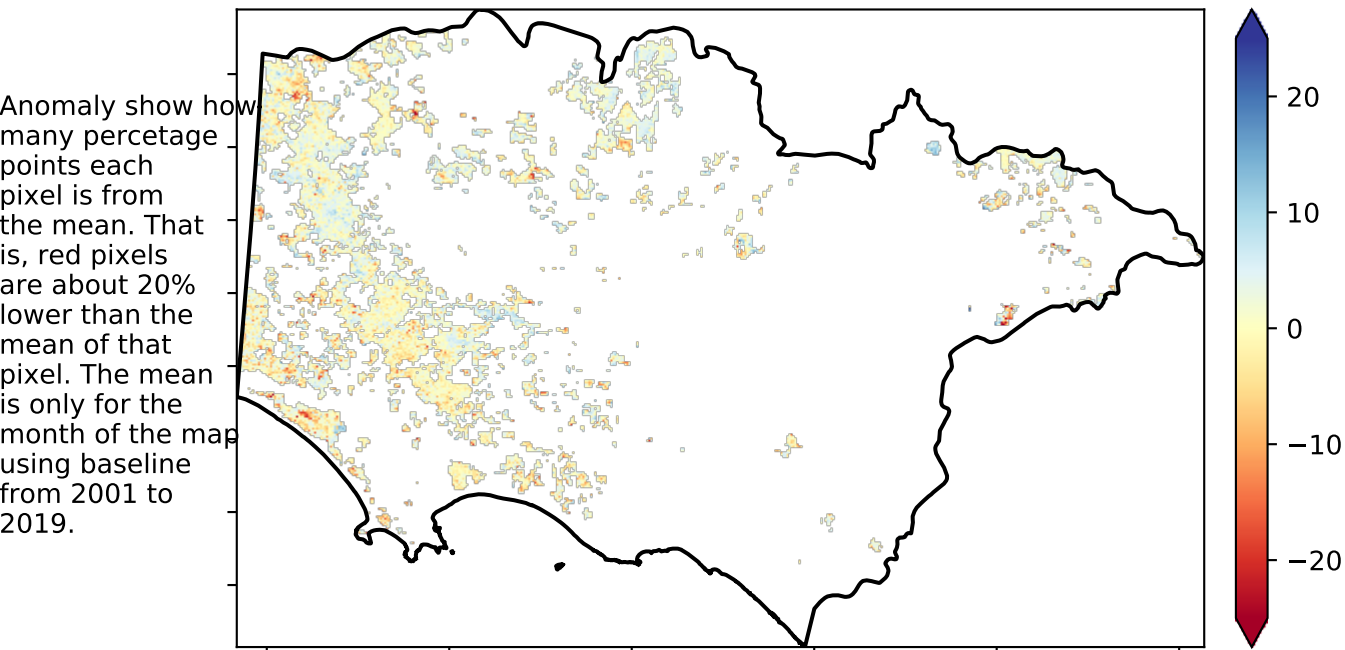 Anomaly show how
many percetage
points each
pixel is from
the mean. That
is, red pixels
are about 20%
lower than the
mean of that
pixel. The mean
is only for the
month of the map
using baseline
from 2001 to
2019.
20
10
0
−10
−20